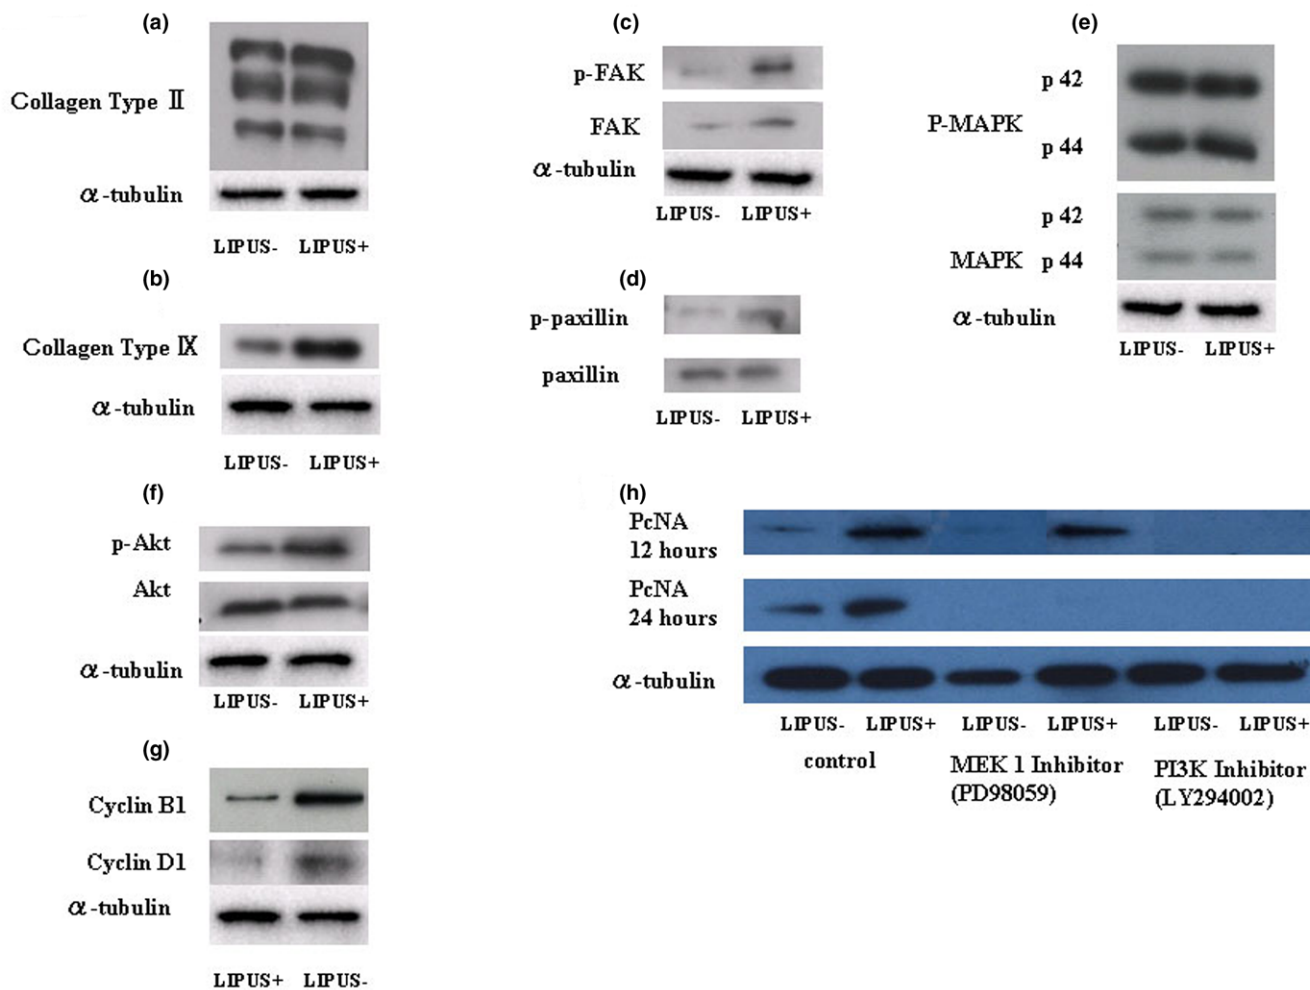 (a)
Collagen Type Ⅱ
α-tubulin
LIPUS- LIPUS+
(b)
Collagen Type Ⅸ
α-tubulin
LIPUS- LIPUS+
(c)
p-FAK
FAK
α-tubulin
LIPUS- LIPUS+
(d)
p-paxillin
paxillin
LIPUS- LIPUS+
(e)
p 42
P-MAPK
p 44
p 42
MAPK p 44
α-tubulin
LIPUS- LIPUS+
(f)
p-Akt
Akt
α-tubulin
LIPUS- LIPUS+
(g)
Cyclin B1
Cyclin D1
α-tubulin
LIPUS+ LIPUS-
(h)
PcNA
12 hours
PcNA
24 hours
α-tubulin
LIPUS- LIPUS+ LIPUS- LIPUS+ LIPUS- LIPUS+
control MEK 1 Inhibitor PI3K Inhibitor
(PD98059) (LY294002)